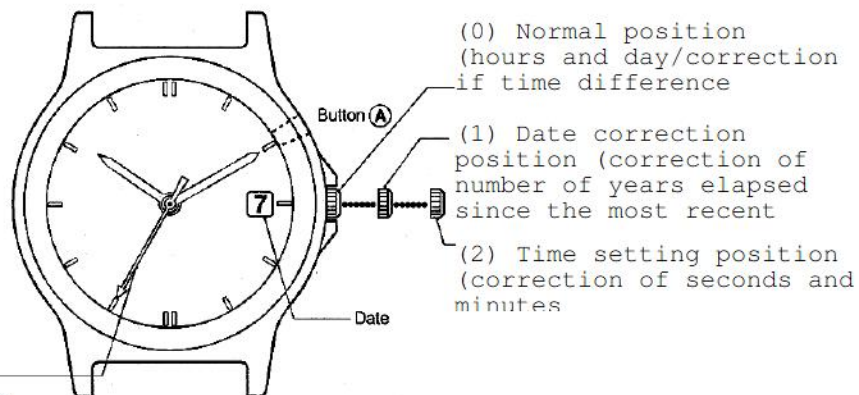 (0) Normal position
(hours and day/correction
if time difference
Button Ⓐ
(1) Date correction
position (correction of
number of years elapsed
since the most recent
7
(2) Time setting position
(correction of seconds and
minutes
Date